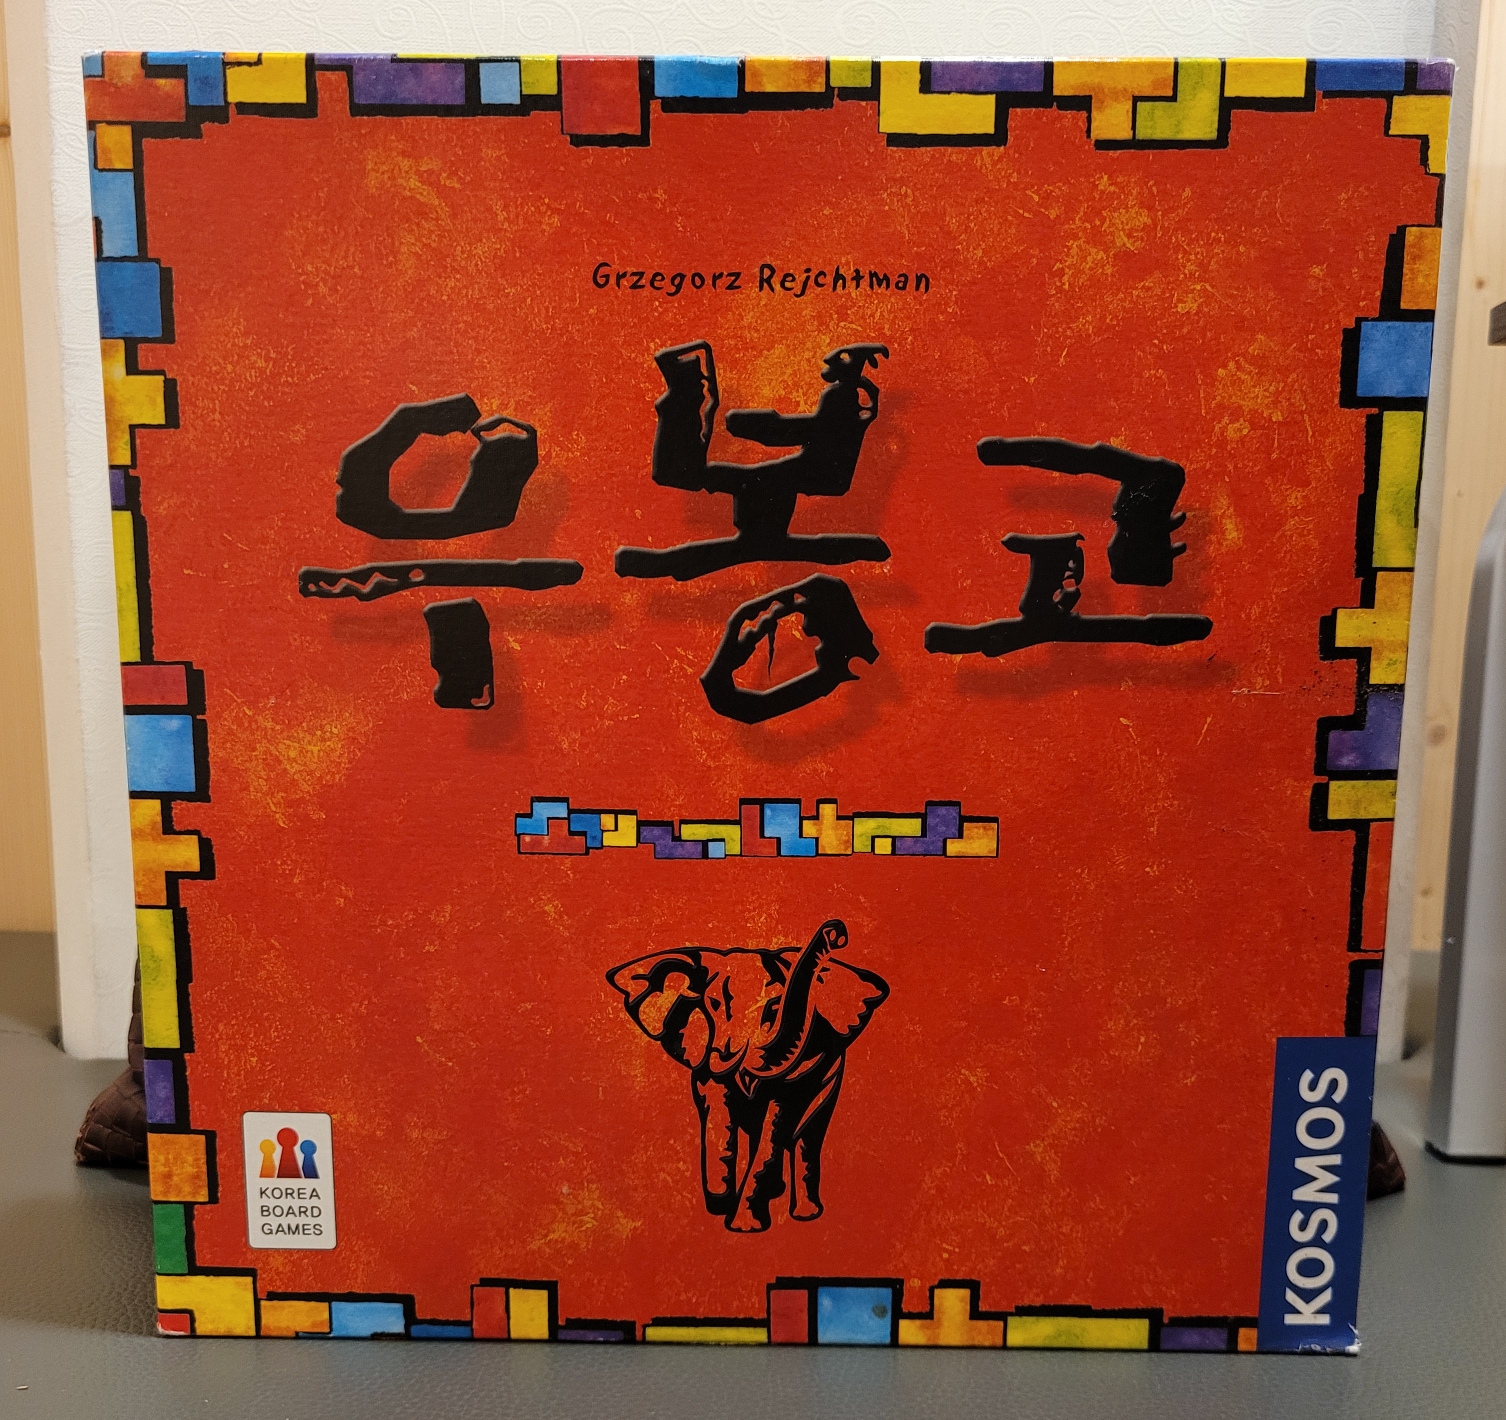 Grzegorz Rejchtman
우봉고
KOREA
BOARD
GAMES
KOSMOS